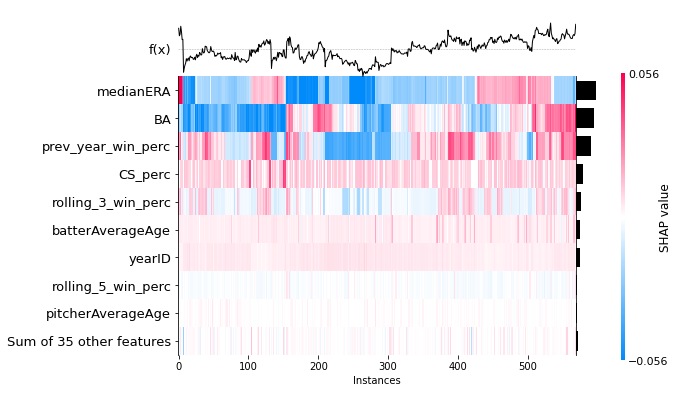 f(x)
medianERA
BA
prev_year_win_perc
CS_perc
rolling_3_win_perc
batterAverageAge
yearID
rolling_5_win_perc
pitcherAverageAge
Sum of 35 other features
0 100 200 300 400 500
Instances
0.056
SHAP value
−0.056